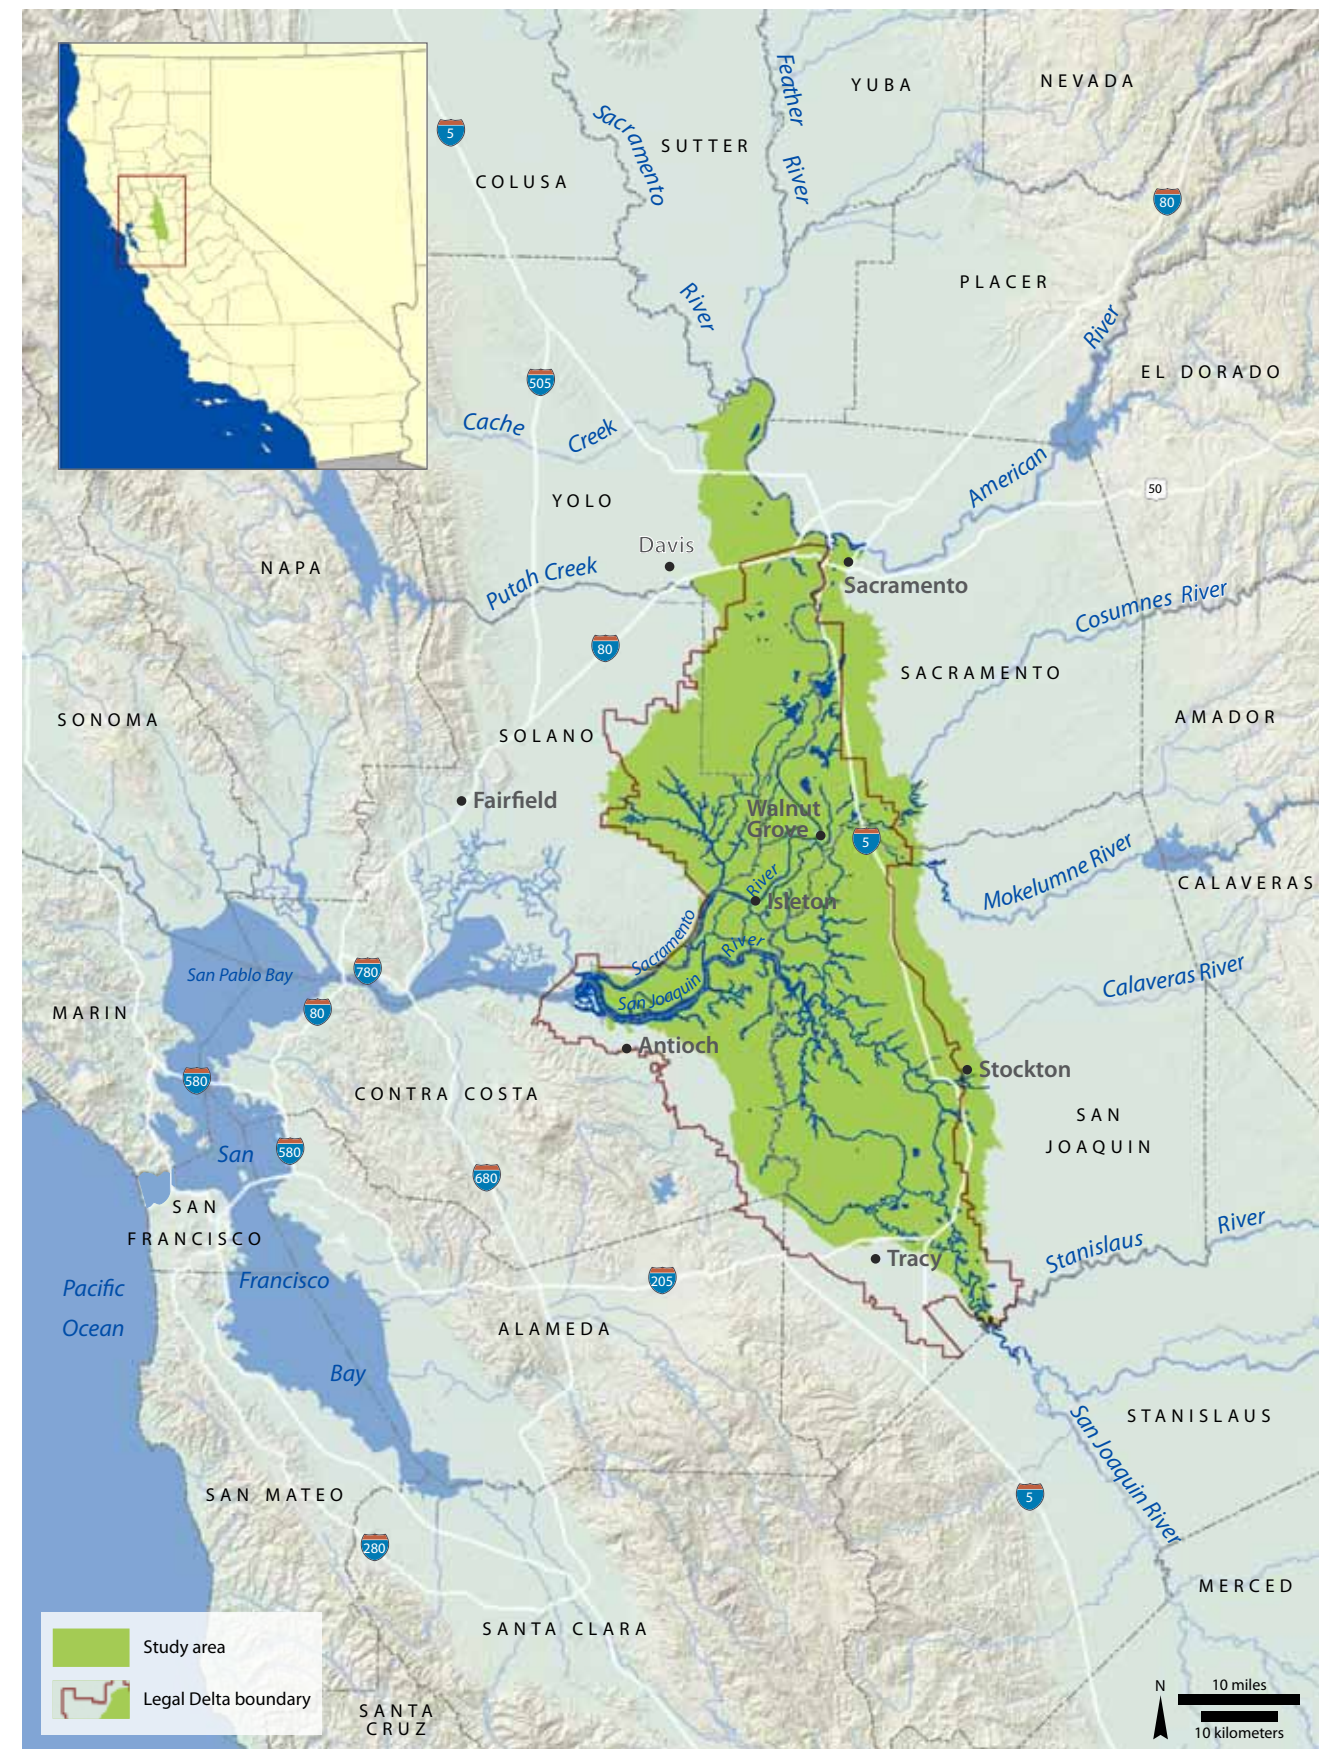 Feather
River
YUBA
NEVADA
Sacramento
River
5
SUTTER
COLUSA
80
PLACER
River
EL DORADO
505
Cache
Creek
American
50
YOLO
Davis
NAPA
Putah Creek
Sacramento
Cosumnes River
80
SACRAMENTO
SONOMA
AMADOR
SOLANO
Fairfield
Walnut
Grove
5
Mokelumne River
CALAVERAS
River
Isleton
Sacramento
River
San Joaquin
San Pablo Bay
780
Calaveras River
MARIN
80
Antioch
Stockton
580
CONTRA COSTA
SAN
JOAQUIN
San
580
680
SAN
FRANCISCO
Stanislaus
River
Francisco
Tracy
Pacific
Ocean
205
ALAMEDA
Bay
San Joaquin River
STANISLAUS
SAN MATEO
5
280
MERCED
SANTA CLARA
Study area
Legal Delta boundary
SANTA
CRUZ
N
10 miles
10 kilometers